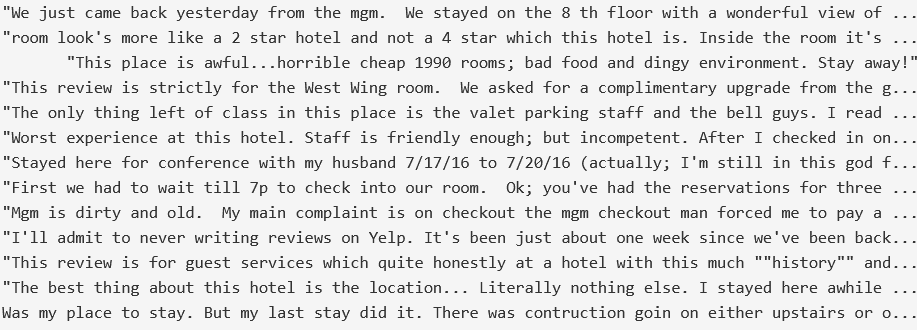 "We just came back yesterday from the mgm.  We stayed on the 8 th floor with a wonderful view of ...
"room look's more like a 2 star hotel and not a 4 star which this hotel is. Inside the room it's ...
"This place is awful...horrible cheap 1990 rooms; bad food and dingy environment. Stay away!"
"This review is strictly for the West Wing room.  We asked for a complimentary upgrade from the g...
"The only thing left of class in this place is the valet parking staff and the bell guys. I read ...
"Worst experience at this hotel. Staff is friendly enough; but incompetent. After I checked in on...
"Stayed here for conference with my husband 7/17/16 to 7/20/16 (actually; I'm still in this god f...
"First we had to wait till 7p to check into our room.  Ok; you've had the reservations for three ...
"Mgm is dirty and old.  My main complaint is on checkout the mgm checkout man forced me to pay a ...
"I'll admit to never writing reviews on Yelp. It's been just about one week since we've been back...
"This review is for guest services which quite honestly at a hotel with this much ""history"" and...
"The best thing about this hotel is the location... Literally nothing else. I stayed here awhile ...
Was my place to stay. But my last stay did it. There was contruction goin on either upstairs or o...